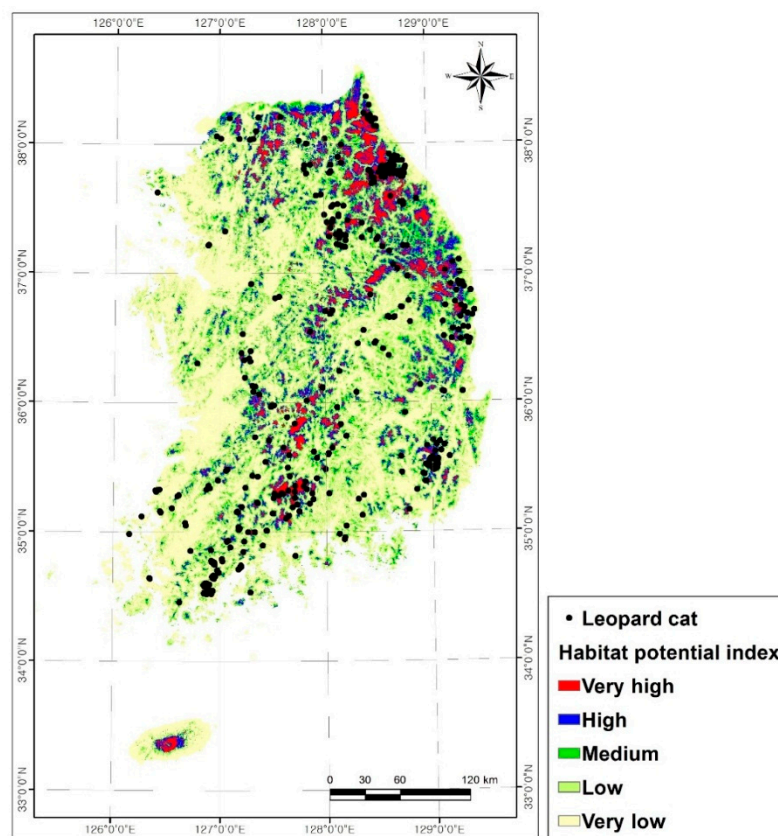 126°0'0"E 127°0'0"E 128°0'0"E 129°0'0"E
N
W E
S
38°0'0"N 38°0'0"N
37°0'0"N 37°0'0"N
36°0'0"N 36°0'0"N
35°0'0"N 35°0'0"N
34°0'0"N 34°0'0"N
33°0'0"N 33°0'0"N
0 30 60 120 km
126°0'0"E 127°0'0"E 128°0'0"E 129°0'0"E
Leopard cat
Habitat potential index
Very high
High
Medium
Low
Very low